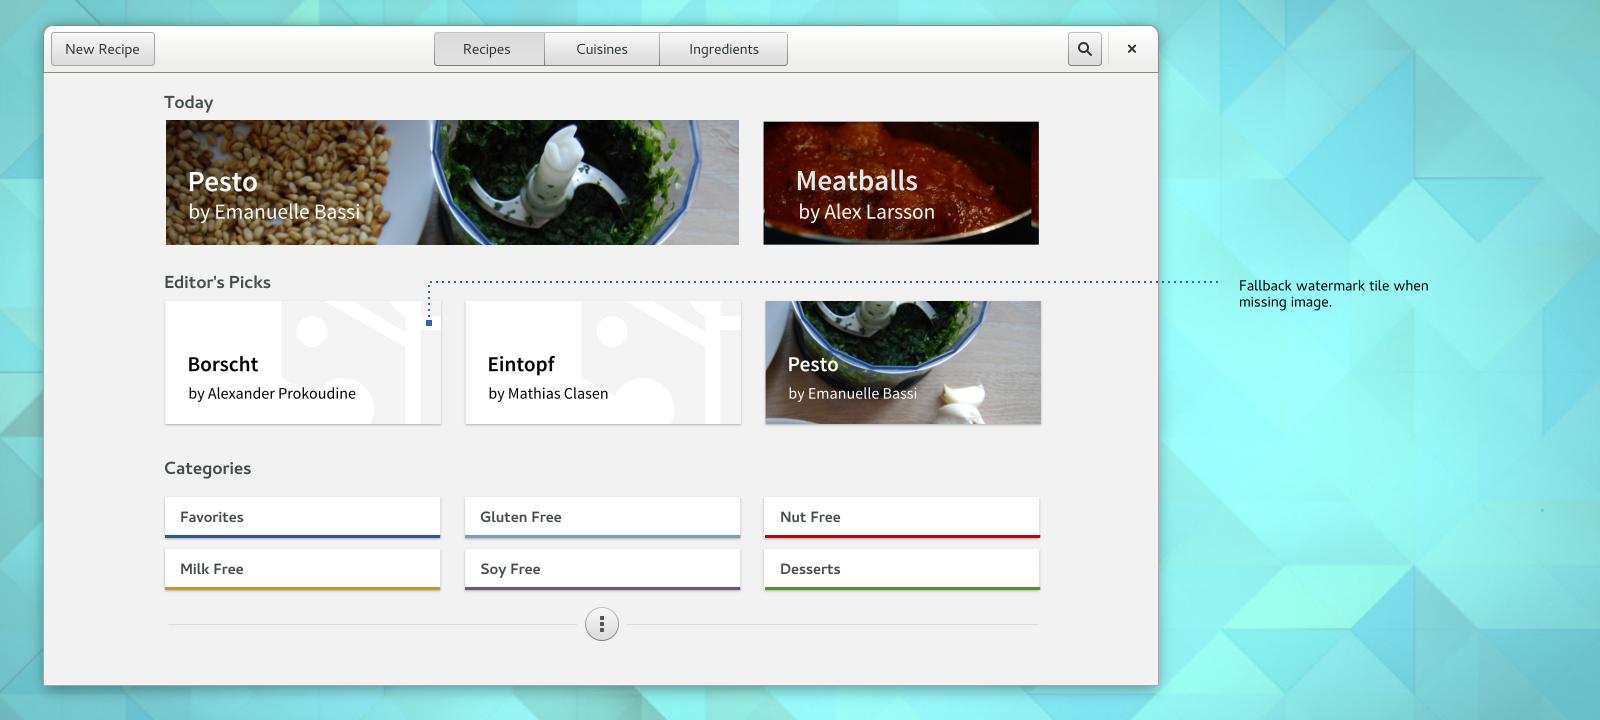 New Recipe
Recipes
Cuisines
Ingredients
Today
Pesto
by Emanuelle Bassi
Meatballs
by Alex Larsson
Editor's Picks
Fallback watermark tile when
missing image.
Borscht
by Alexander Prokoudine
Eintopf
by Mathias Clasen
Pesto
by Emanuelle Bassi
Categories
Favorites
Gluten Free
Nut Free
Milk Free
Soy Free
Desserts